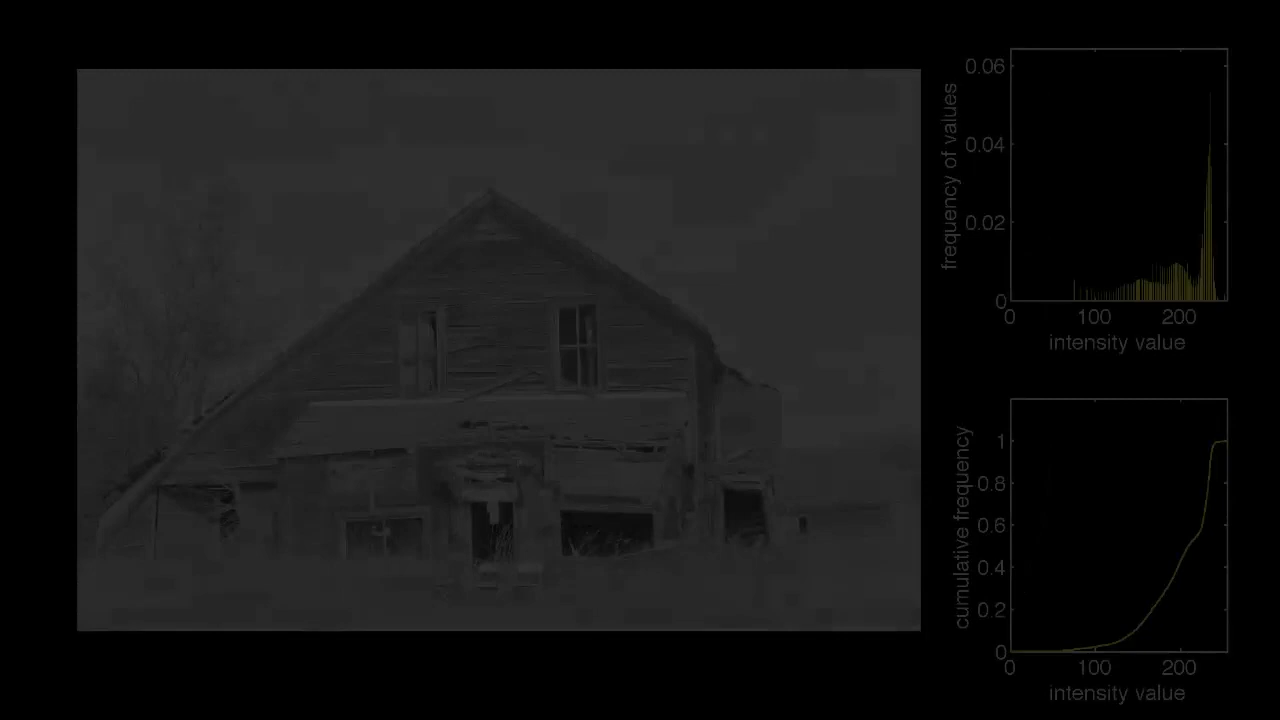 0.06
0.04
0.02
0
frequency of values
0 100 200
intensity value
1
0.8
0.6
0.4
0.2
0
cumulative frequency
0 100 200
intensity value